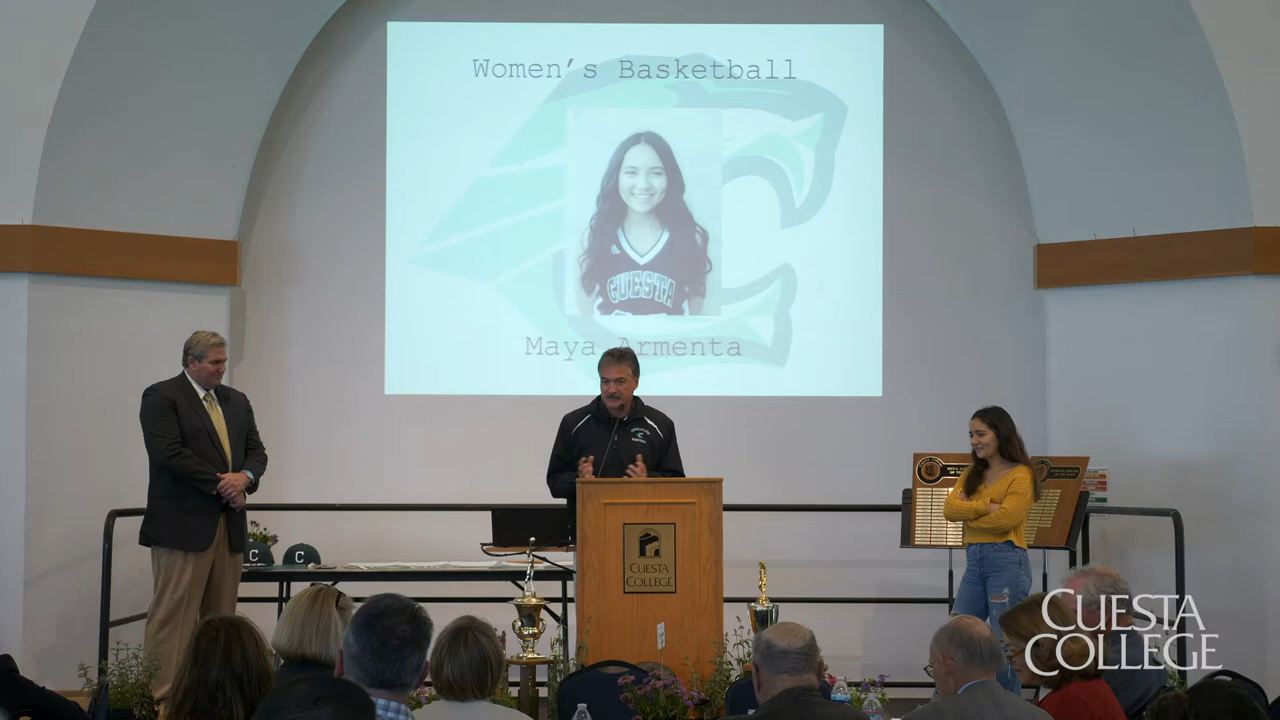 Women's Basketball
CUESTA
Maya Armenta
C C
CUESTA
COLLEGE
CUESTA
COLLEGE